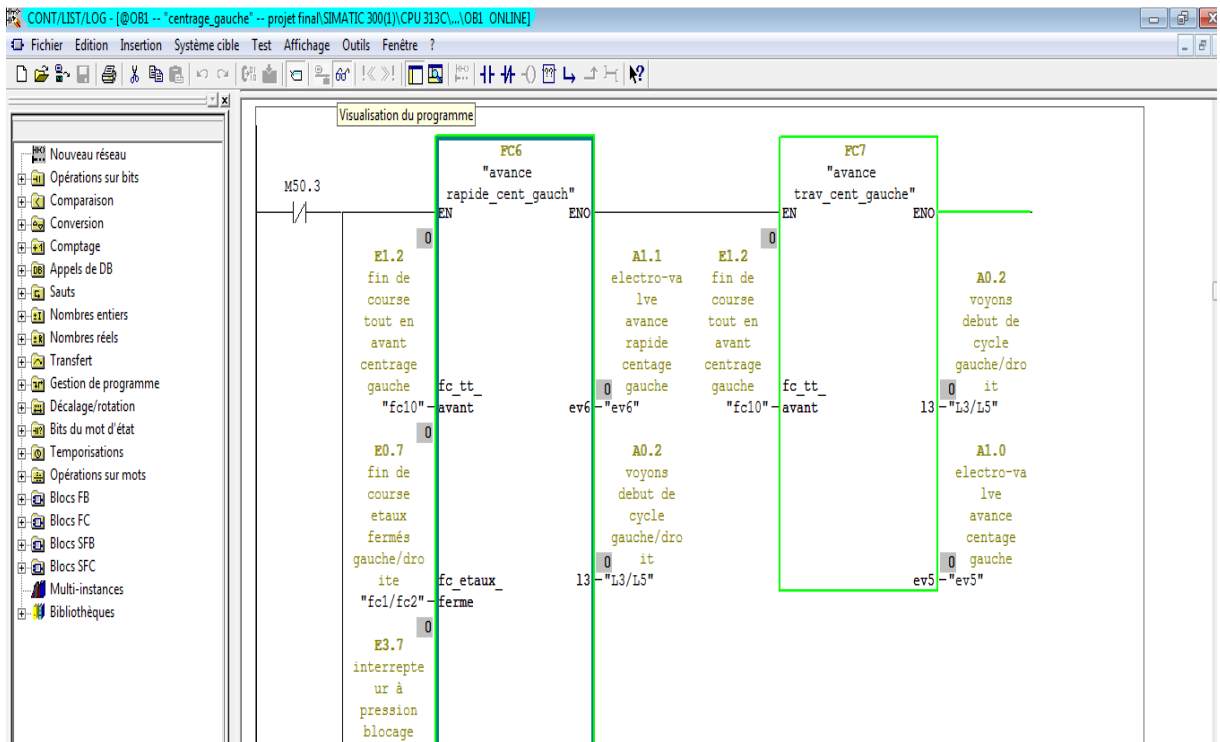 CONT/LIST/LOG - [@OB1 -- "centrage_gauche" -- projet final\SIMATIC 300(1)\CPU 313C\...\OB1 ONLINE]
Fichier Edition Insertion Système cible Test Affichage Outils Fenêtre ?
Visualisation du programme
Nouveau réseau
Opérations sur bits
Comparaison
Conversion
Comptage
Appels de DB
Sauts
Nombres entiers
Nombres réels
Transfert
Gestion de programme
Décalage/rotation
Bits du mot d'état
Temporisations
Opérations sur mots
Blocs FB
Blocs FC
Blocs SFB
Blocs SFC
Multi-instances
Bibliothèques
M50.3
FC6
"avance
rapide_cent_gauch"
EN ENO
0
E1.2
fin de
course
tout en
avant
centrage
gauche
"fc10"
fc_tt_
avant
0
E0.7
fin de
course
etaux
fermés
gauche/dro
ite
"fc1/fc2"
fc_etaux_
ferme
0
E3.7
interrepte
ur à
pression
blocage
A1.1
electro-va
lve
avance
rapide
centage
0 gauche
ev6 "ev6"
A0.2
voyons
debut de
cycle
gauche/dro
0 it
l3 "L3/L5"
FC7
"avance
trav_cent_gauche"
EN ENO
0
E1.2
fin de
course
tout en
avant
centrage
gauche
"fc10"
fc_tt_
avant
A0.2
voyons
debut de
cycle
gauche/dro
0 it
l3 "L3/L5"
A1.0
electro-va
lve
avance
centage
0 gauche
ev5 "ev5"